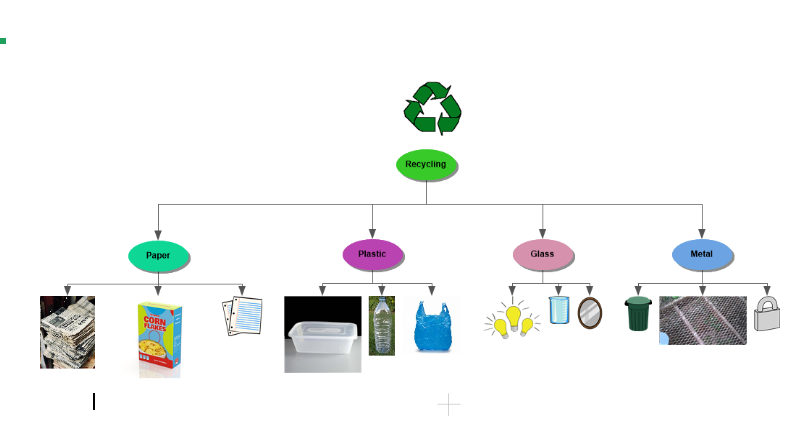 Recycling
Paper
Plastic
Glass
Metal
CORN
FLAKES